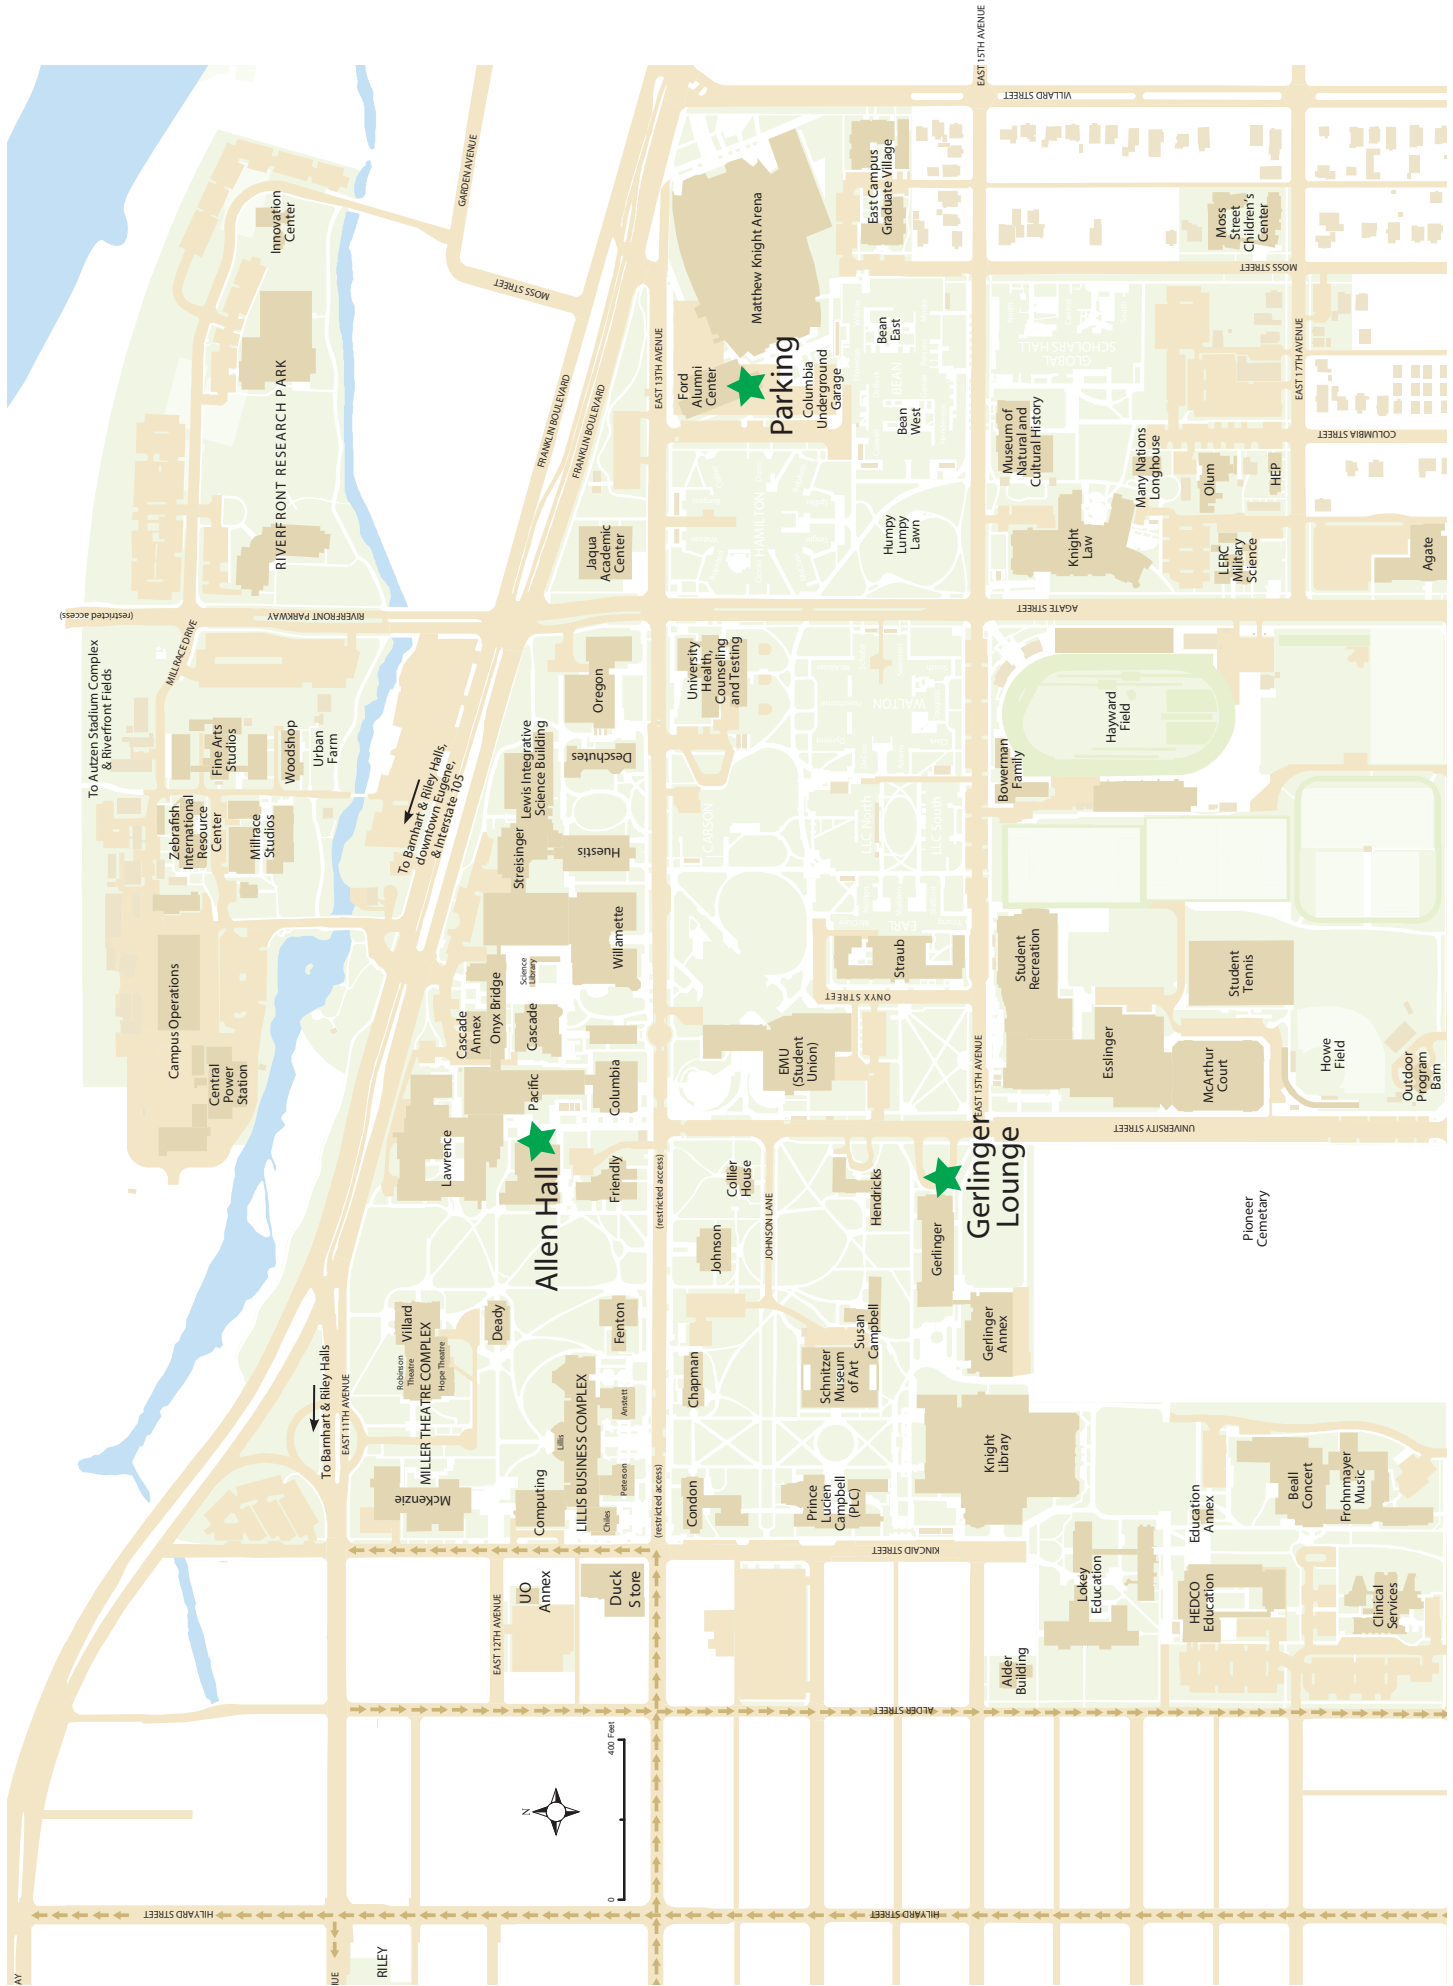 To Autzen Stadium Complex
& Riverfront Fields
(restricted access)
MILLRACE DRIVE
RIVERFRONT PARKWAY
RIVERFRONT RESEARCH PARK
Innovation
Center
GARDEN AVENUE
MOSS STREET
FRANKLIN BOULEVARD
FRANKLIN BOULEVARD
Campus Operations
Central
Power
Station
Zebrafish
International
Resource
Center
Millrace
Studios
Fine Arts
Studios
Woodshop
Urban
Farm
To Barnhart & Riley Halls,
downtown Eugene,
& Interstate 105
To Barnhart & Riley Halls
EAST 11TH AVENUE
MILLER THEATRE COMPLEX
Robinson
Theatre
Hope Theatre
Villard
McKenzie
Deady
Computing
LILLIS BUSINESS COMPLEX
Lillis
Chiles
Peterson
Anstett
Fenton
Lawrence
Allen Hall
Friendly
Pacific
Columbia
Cascade
Annex
Onyx Bridge
Cascade
Science
Library
Willamette
Streisinger
Huestis
Lewis Integrative
Science Building
Deschutes
Oregon
Jaqua
Academic
Center
EAST 13TH AVENUE
Ford
Alumni
Center
Parking
Columbia
Underground
Garage
Matthew Knight Arena
East Campus
Graduate Village
VILLARD STREET
EAST 15TH AVENUE
UO
Annex
Duck
Store
EAST 12TH AVENUE
(restricted access)
(restricted access)
Condon
Chapman
Johnson
Collier
House
JOHNSON LANE
Prince
Lucien
Campbell
(PLC)
Schnitzer
Museum
of Art
Susan
Campbell
Hendricks
Gerlinger
Gerlinger
Lounge
Gerlinger
Annex
Knight
Library
KINCAID STREET
EMU
(Student
Union)
ONYX STREET
Straub
University
Health,
Counseling
and Testing
CARSON
LLC North
LLC South
EARL
WALTON
HAMILTON
Humpy
Lumpy
Lawn
Bean
West
BEAN
Bean
East
EAST 15TH AVENUE
UNIVERSITY STREET
Student
Recreation
Esslinger
McArthur
Court
Student
Tennis
Howe
Field
Outdoor
Program
Barn
Bowerman
Family
Hayward
Field
AGATE STREET
Knight
Law
Museum of
Natural and
Cultural History
GLOBAL
SCHOLARS HALL
Many Nations
Longhouse
Olum
HEP
LERC
Military
Science
Agate
COLUMBIA STREET
EAST 17TH AVENUE
MOSS STREET
Moss
Street
Children's
Center
Pioneer
Cemetary
Lokey
Education
Education
Annex
HEDCO
Education
Beall
Concert
Frohnmayer
Music
Clinical
Services
Alder
Building
ALDER STREET
HILYARD STREET
HILYARD STREET
RILEY
N
0
400 Feet